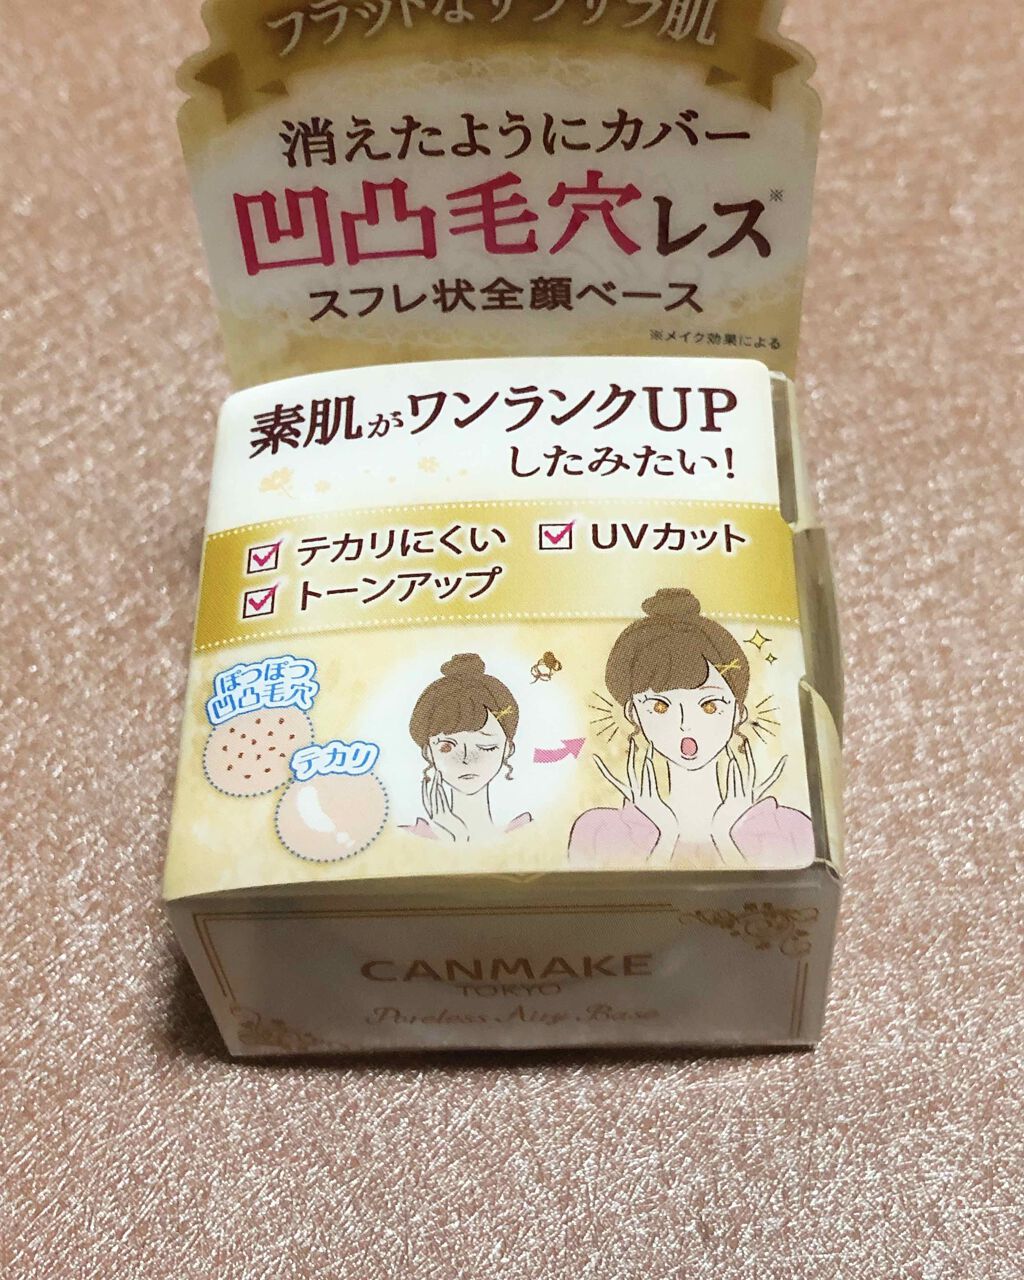 フラットなサラサラ肌
消えたようにカバー
凹凸毛穴レス※
スフレ状全顔ベース
※メイク効果による
素肌がワンランクUP
したみたい!
テカリにくい UVカット
トーンアップ
ぽつぽつ
凹凸毛穴
テカリ
CANMAKE
TOKYO
Poreless Airy Base